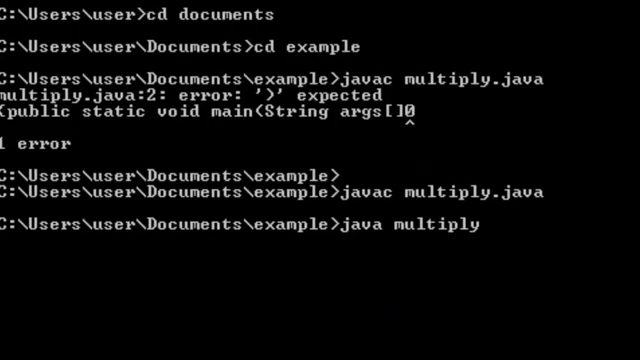 C:\Users\user>cd documents
C:\Users\user\Documents>cd example
C:\Users\user\Documents\example>javac multiply.java
multiply.java:2: error: ')' expected
{public static void main(String args[]0
^
1 error
C:\Users\user\Documents\example>
C:\Users\user\Documents\example>javac multiply.java
C:\Users\user\Documents\example>java multiply